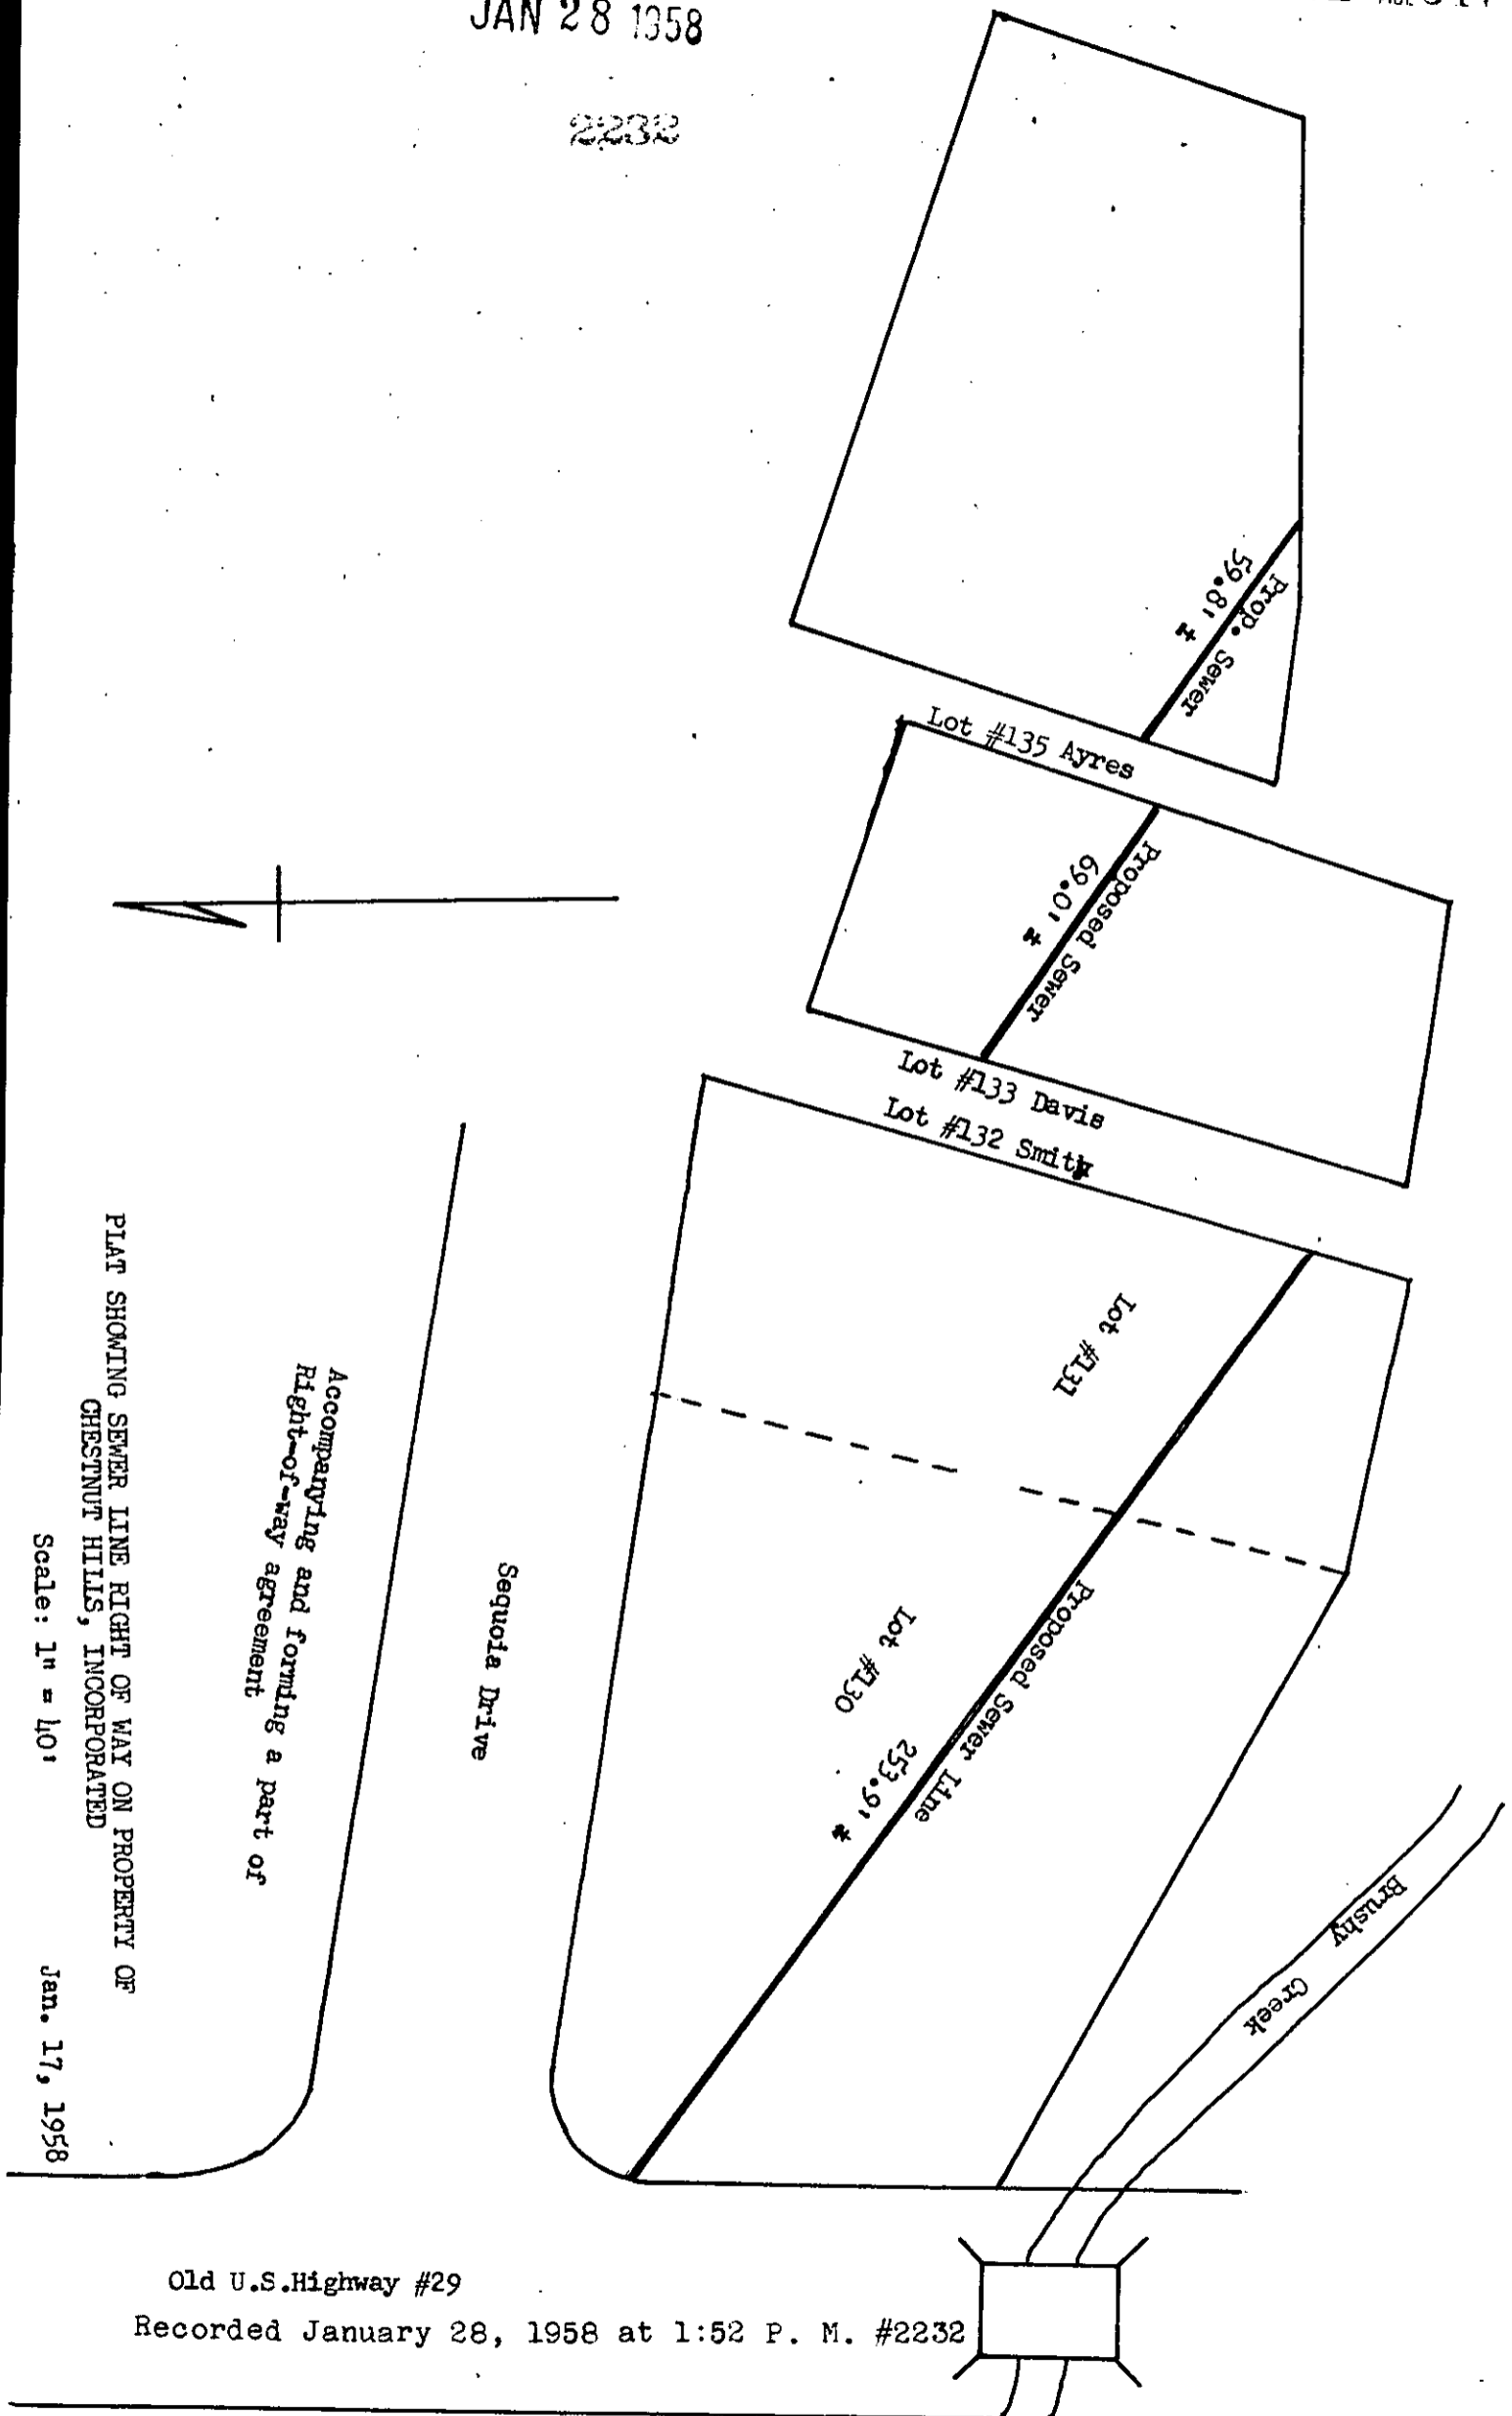 JAN 28 1958
2232
59.8' ±
Prop. Sewer
Lot #135 Ayres
69.0' ±
Proposed Sewer
Lot #133 Davis
Lot #132 Smith
Lot #131
Lot #130
Proposed Sewer Line
253.9' ±
Brushy
Creek
Sequoia Drive
Accompanying and forming a part of
Right-of-way agreement
PLAT SHOWING SEWER LINE RIGHT OF WAY ON PROPERTY OF
CHESTNUT HILLS, INCORPORATED
Scale: 1" = 40'
Jan. 17, 1958
Old U.S.Highway #29
Recorded January 28, 1958 at 1:52 P. M. #2232